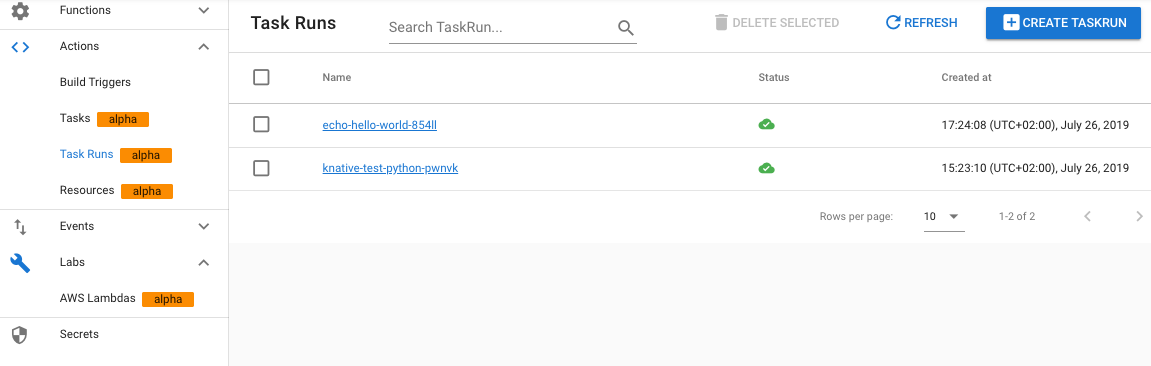 Functions
Actions
Build Triggers
Tasks alpha
Task Runs alpha
Resources alpha
Events
Labs
AWS Lambdas alpha
Secrets
Task Runs Search TaskRun... DELETE SELECTED REFRESH CREATE TASKRUN
Name Status Created at
echo-hello-world-854ll 17:24:08 (UTC+02:00), July 26, 2019
knative-test-python-pwnvk 15:23:10 (UTC+02:00), July 26, 2019
Rows per page: 10 1-2 of 2